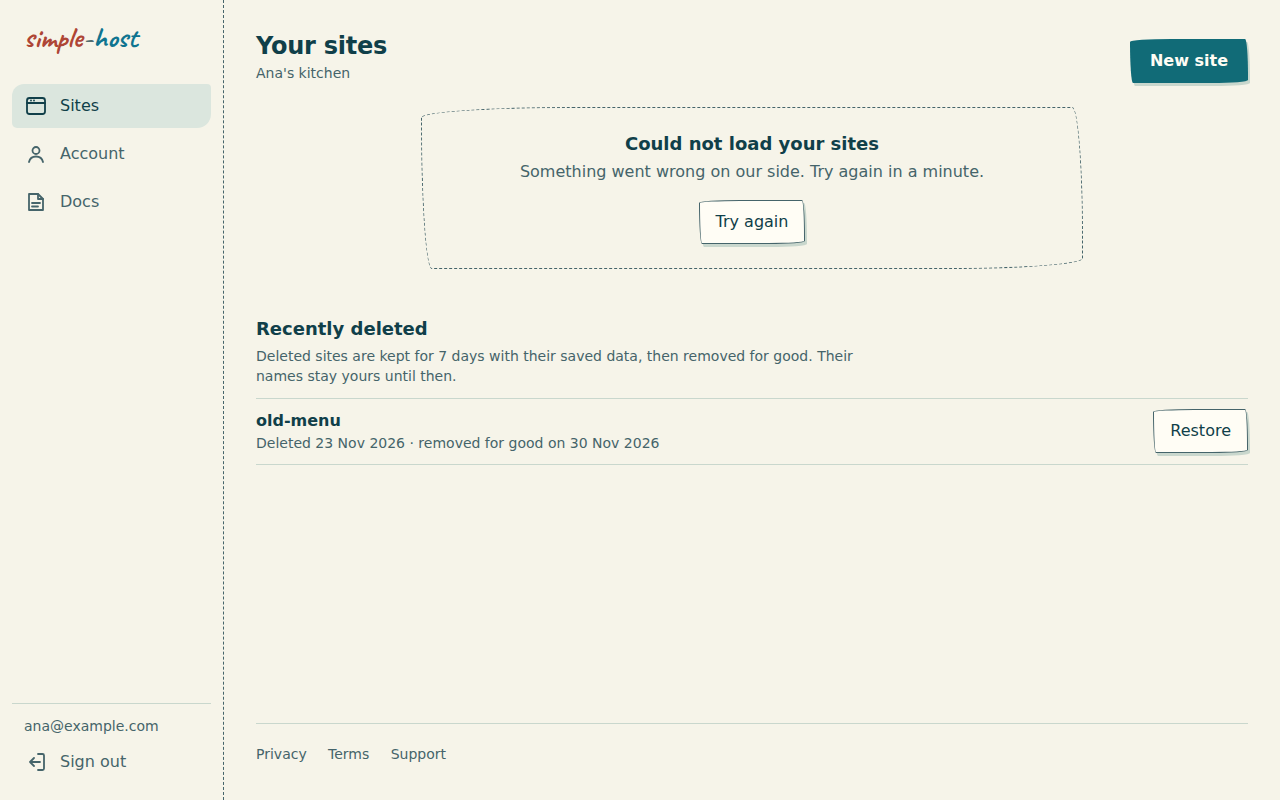 simple-host
Sites
Account
Docs
ana@example.com
Sign out
Your sites
Ana's kitchen
New site
Could not load your sites
Something went wrong on our side. Try again in a minute.
Try again
Recently deleted
Deleted sites are kept for 7 days with their saved data, then removed for good. Their
names stay yours until then.
old-menu
Deleted 23 Nov 2026 · removed for good on 30 Nov 2026
Restore
Privacy Terms Support